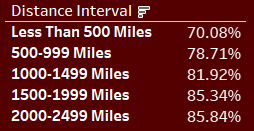 Distance Interval
Less Than 500 Miles 70.08%
500-999 Miles 78.71%
1000-1499 Miles 81.92%
1500-1999 Miles 85.34%
2000-2499 Miles 85.84%